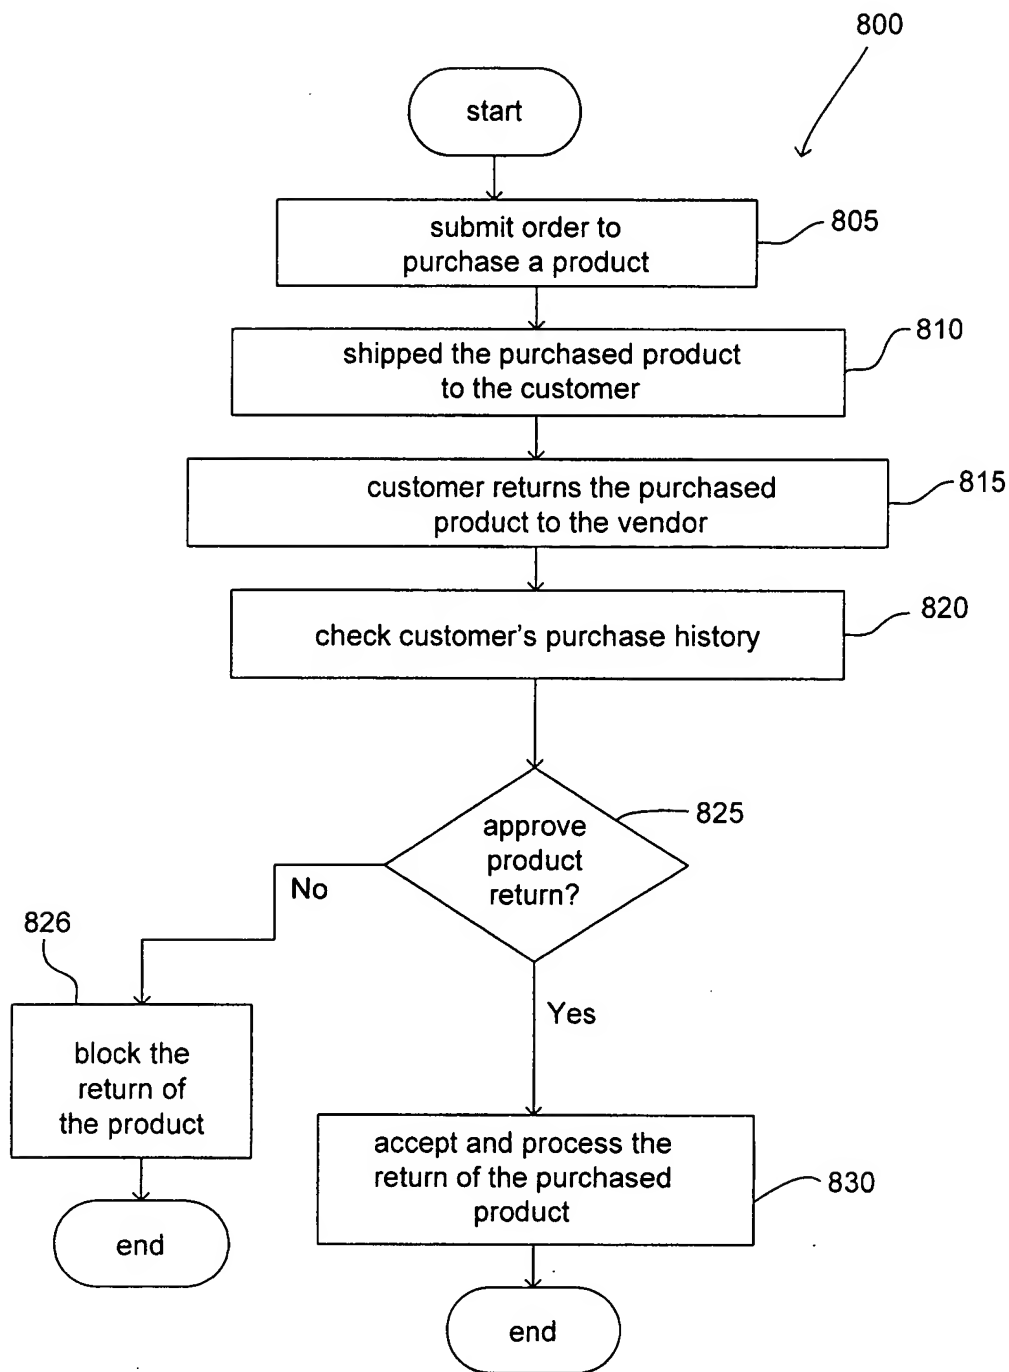 800
start
submit order to
purchase a product
805
shipped the purchased product
to the customer
810
customer returns the purchased
product to the vendor
815
check customer's purchase history
820
approve
product
return?
825
No
826
Yes
block the
return of
the product
accept and process the
return of the purchased
product
830
end
end